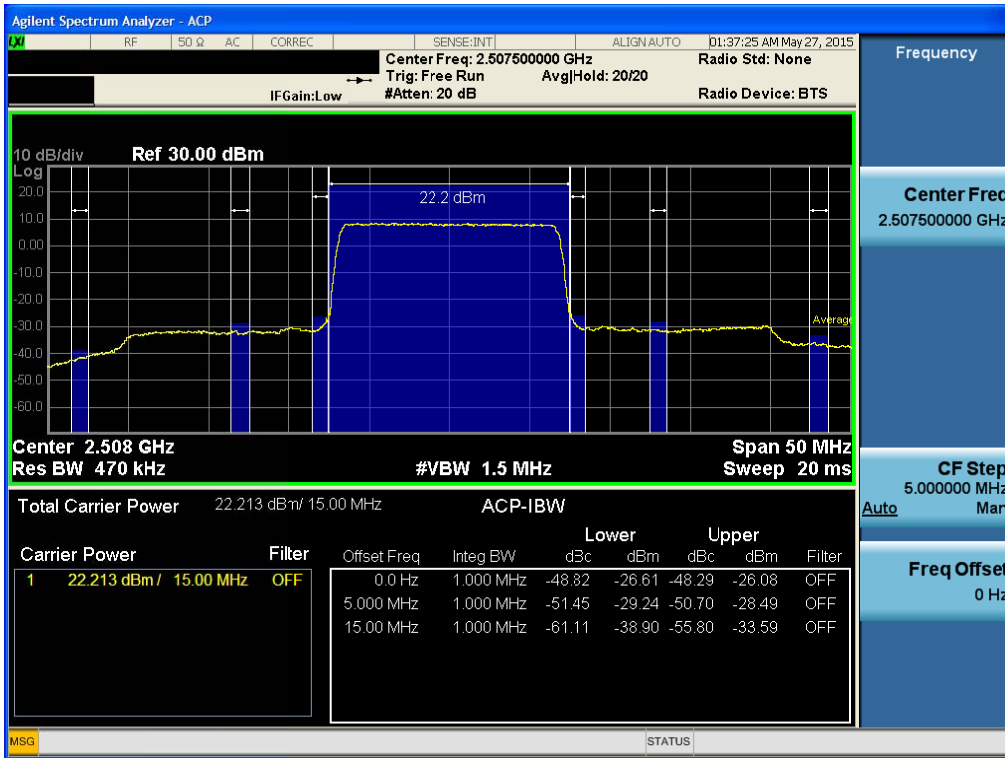 Agilent Spectrum Analyzer - ACP
LXI RF 50 Ω AC CORREC SENSE:INT ALIGN AUTO 01:37:25 AM May 27, 2015
Center Freq: 2.507500000 GHz Radio Std: None
Trig: Free Run Avg|Hold: 20/20
IFGain:Low #Atten: 20 dB Radio Device: BTS
10 dB/div Ref 30.00 dBm
Log
20.0
10.0
0.00
-10.0
-20.0
-30.0
-40.0
-50.0
-60.0
22.2 dBm
Average
Center 2.508 GHz Span 50 MHz
Res BW 470 kHz #VBW 1.5 MHz Sweep 20 ms
Total Carrier Power 22.213 dBm/ 15.00 MHz ACP-IBW
Lower Upper
Carrier Power Filter Offset Freq Integ BW dBc dBm dBc dBm Filter
1 22.213 dBm / 15.00 MHz OFF 0.0 Hz 1.000 MHz -48.82 -26.61 -48.29 -26.08 OFF
5.000 MHz 1.000 MHz -51.45 -29.24 -50.70 -28.49 OFF
15.00 MHz 1.000 MHz -61.11 -38.90 -55.80 -33.59 OFF
MSG STATUS
Frequency
Center Freq
2.507500000 GHz
CF Step
5.000000 MHz
Auto Man
Freq Offset
0 Hz